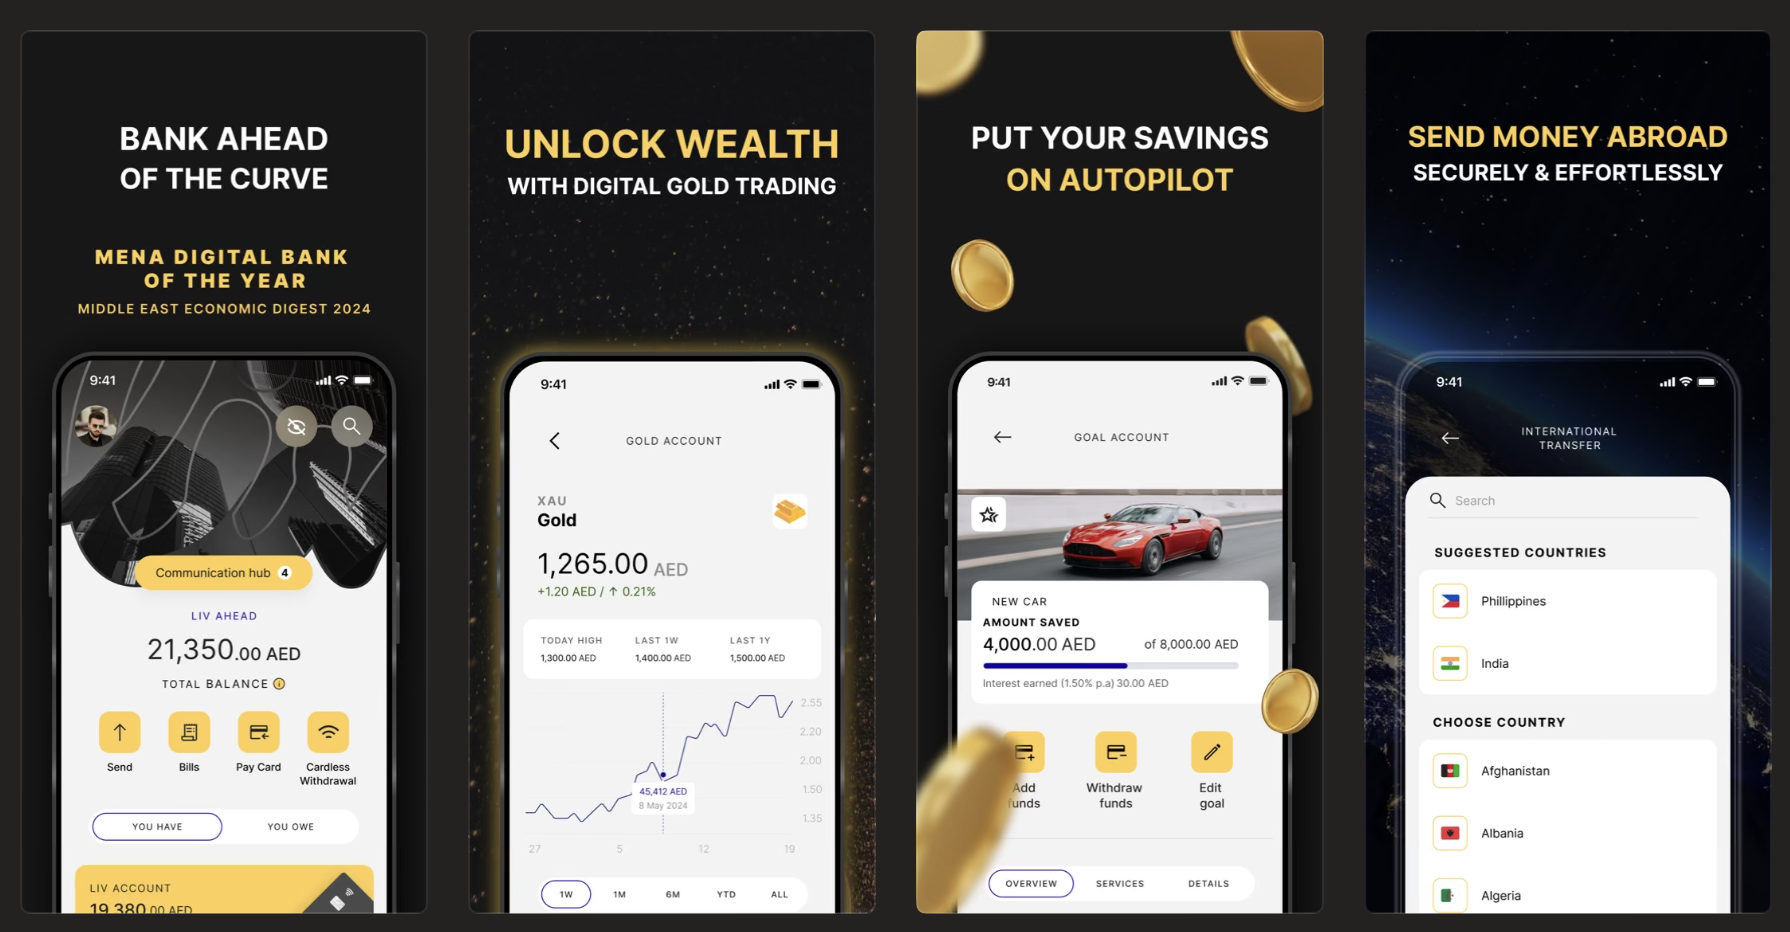 BANK AHEAD
OF THE CURVE
MENA DIGITAL BANK
OF THE YEAR
MIDDLE EAST ECONOMIC DIGEST 2024
9:41
Communication hub 4
LIV AHEAD
21,350.00 AED
TOTAL BALANCE
Send
Bills
Pay Card
Cardless
Withdrawal
YOU HAVE
YOU OWE
LIV ACCOUNT
19,380.00 AED
UNLOCK WEALTH
WITH DIGITAL GOLD TRADING
9:41
GOLD ACCOUNT
XAU
Gold
1,265.00 AED
+1.20 AED / ↑ 0.21%
TODAY HIGH
1,300.00 AED
LAST 1W
1,400.00 AED
LAST 1Y
1,500.00 AED
2.55
2.20
2.00
1.50
1.35
45,412 AED
8 May 2024
27
5
12
19
1W
1M
6M
YTD
ALL
PUT YOUR SAVINGS
ON AUTOPILOT
9:41
GOAL ACCOUNT
NEW CAR
AMOUNT SAVED
4,000.00 AED
of 8,000.00 AED
Interest earned (1.50% p.a) 30.00 AED
Add
funds
Withdraw
funds
Edit
goal
OVERVIEW
SERVICES
DETAILS
SEND MONEY ABROAD
SECURELY & EFFORTLESSLY
9:41
INTERNATIONAL
TRANSFER
Search
SUGGESTED COUNTRIES
Phillippines
India
CHOOSE COUNTRY
Afghanistan
Albania
Algeria